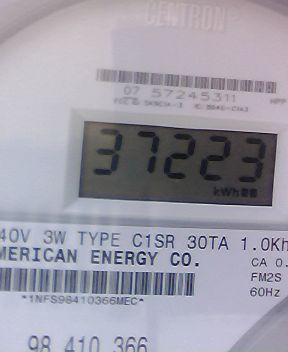 CENTRON®
07 57245311
HPP
37223
kWh
40V 3W TYPE C1SR 30TA 1.0Kh
MERICAN ENERGY CO.
CA 0.
FM2S
60Hz
*1NFS98410366MEC*
98 410 366